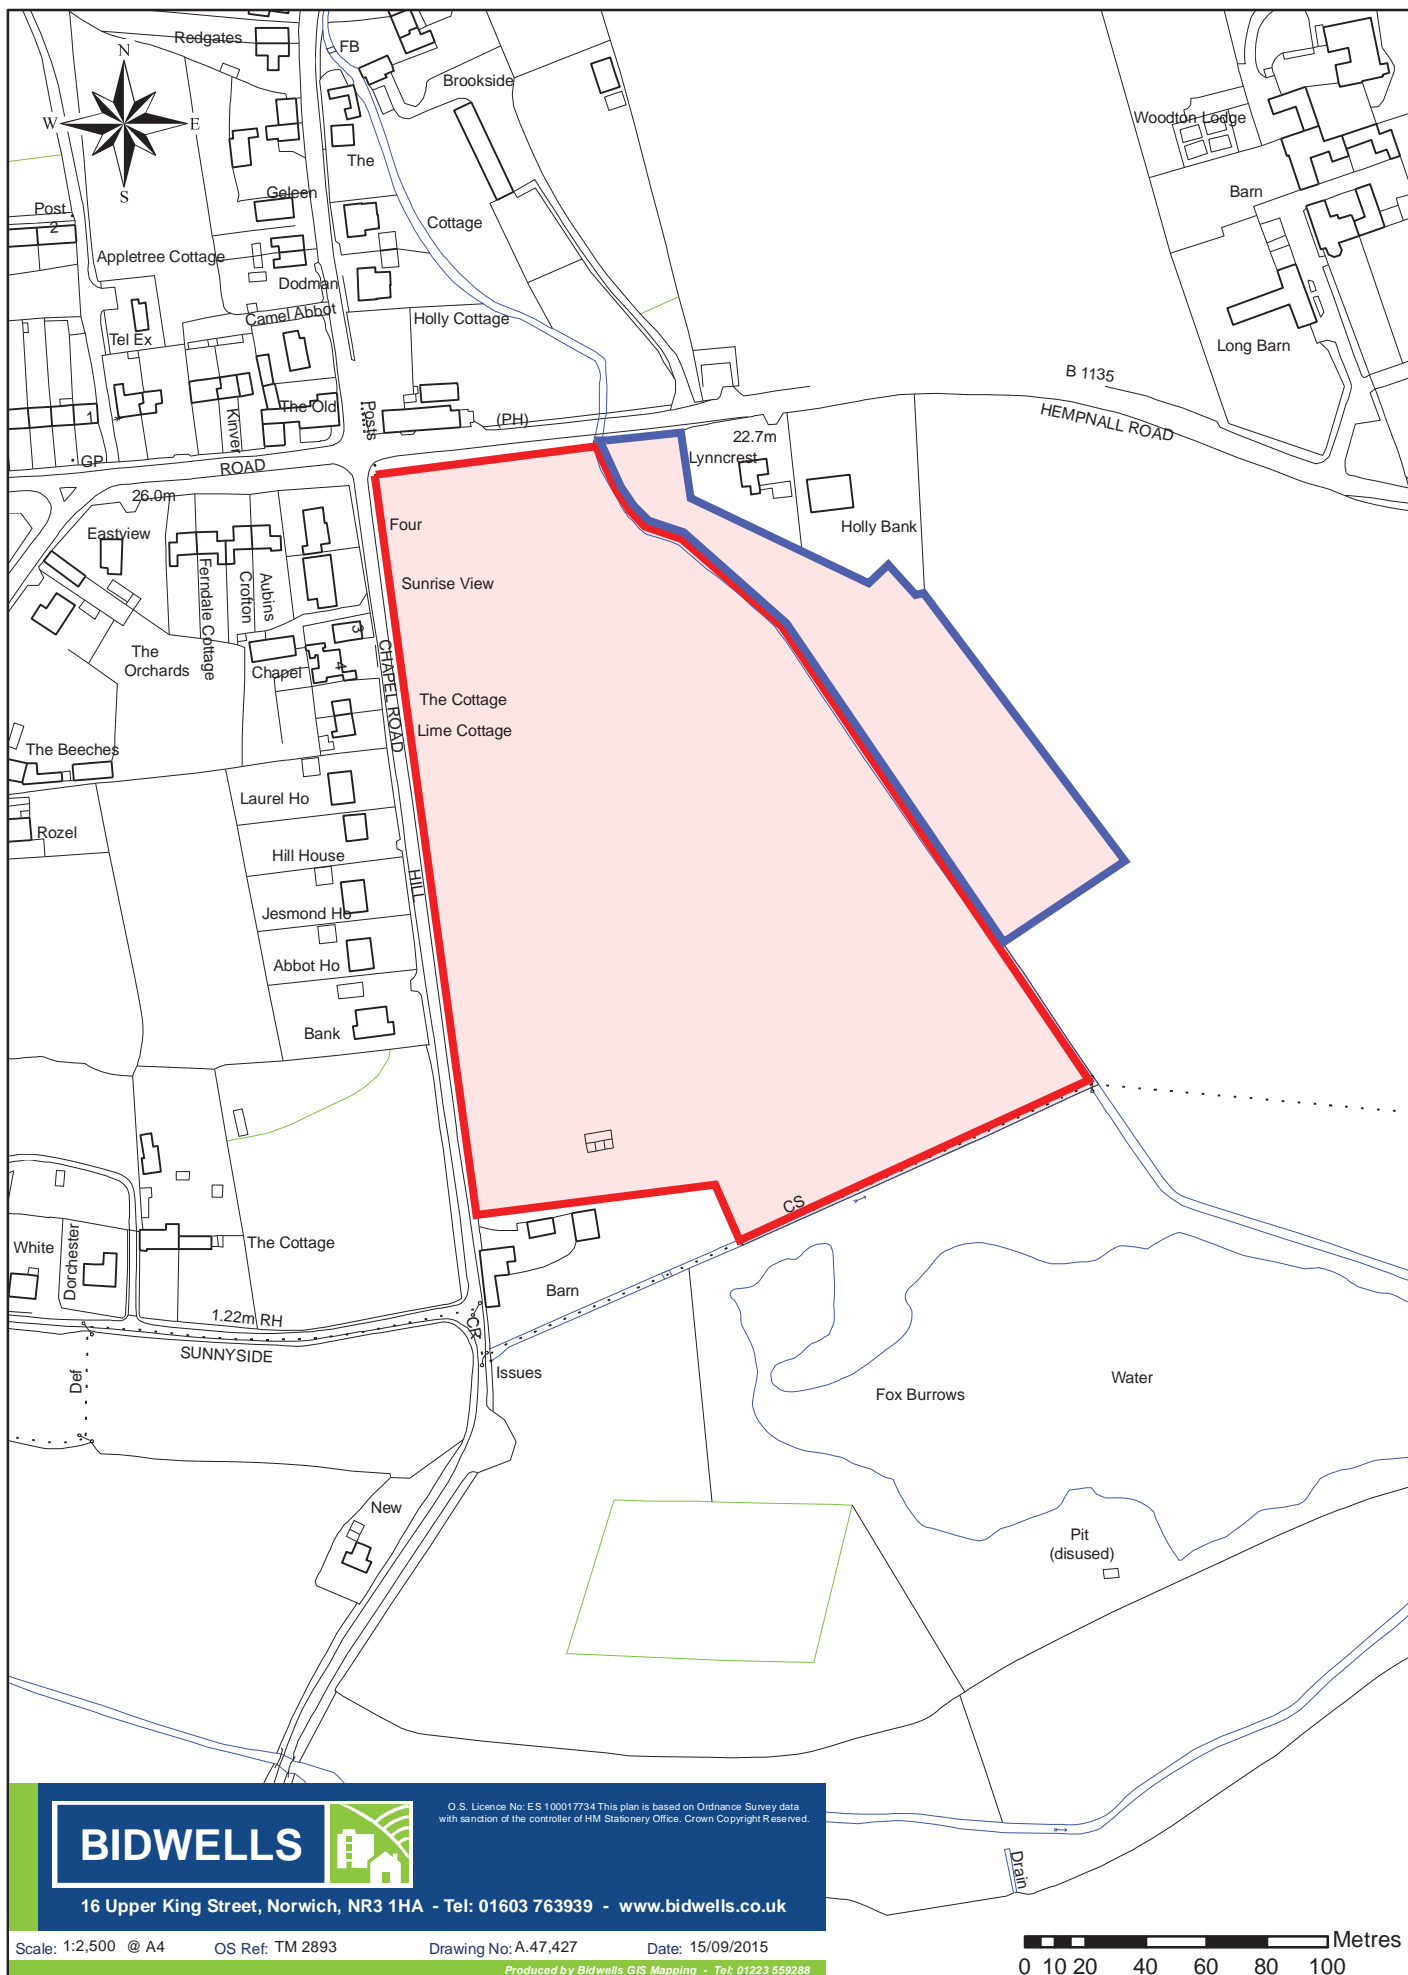 Redgates
FB
Brookside
N
W
E
S
Woodton Lodge
The
Barn
Geleen
Post
2
Cottage
Appletree Cottage
Dodman
Camel Abbot
Holly Cottage
Tel Ex
Long Barn
B 1135
HEMPNALL ROAD
1
Kinver
The Old
Posts
(PH)
22.7m
Lynncrest
GP
ROAD
26.0m
Four
Holly Bank
Eastview
Sunrise View
Ferndale Cottage
Crofton
Aubins
3
The
Orchards
Chapel
4
CHAPEL ROAD
The Cottage
Lime Cottage
The Beeches
Laurel Ho
Rozel
Hill House
HILL
Jesmond Ho
Abbot Ho
Bank
CS
White
Dorchester
The Cottage
Barn
1.22m RH
CR
SUNNYSIDE
Def
Issues
Fox Burrows
Water
New
Pit
(disused)
Drain
BIDWELLS
O.S. Licence No: ES 100017734 This plan is based on Ordnance Survey data
with sanction of the controller of HM Stationery Office. Crown Copyright Reserved.
16 Upper King Street, Norwich, NR3 1HA - Tel: 01603 763939 - www.bidwells.co.uk
Scale: 1:2,500 @ A4 OS Ref: TM 2893 Drawing No: A.47,427 Date: 15/09/2015
Produced by Bidwells GIS Mapping - Tel: 01223 559288
Metres
0 10 20 40 60 80 100